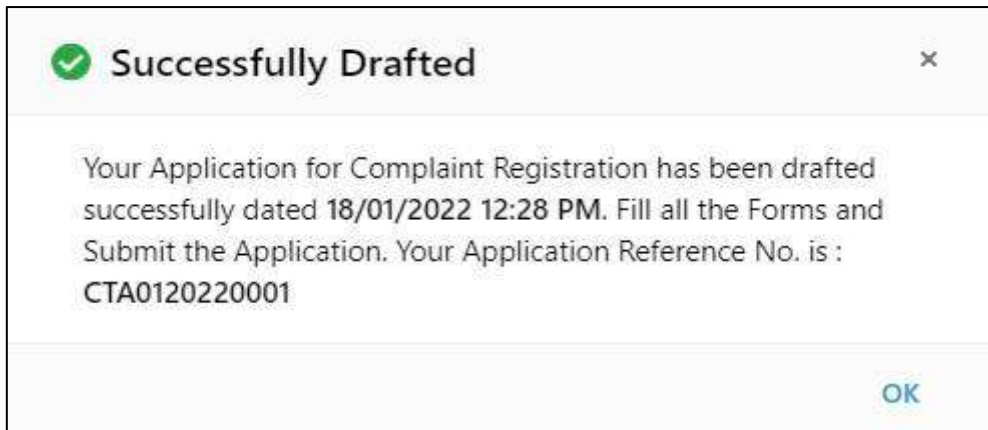 Successfully Drafted
×
Your Application for Complaint Registration has been drafted
successfully dated 18/01/2022 12:28 PM. Fill all the Forms and
Submit the Application. Your Application Reference No. is :
CTA0120220001
OK